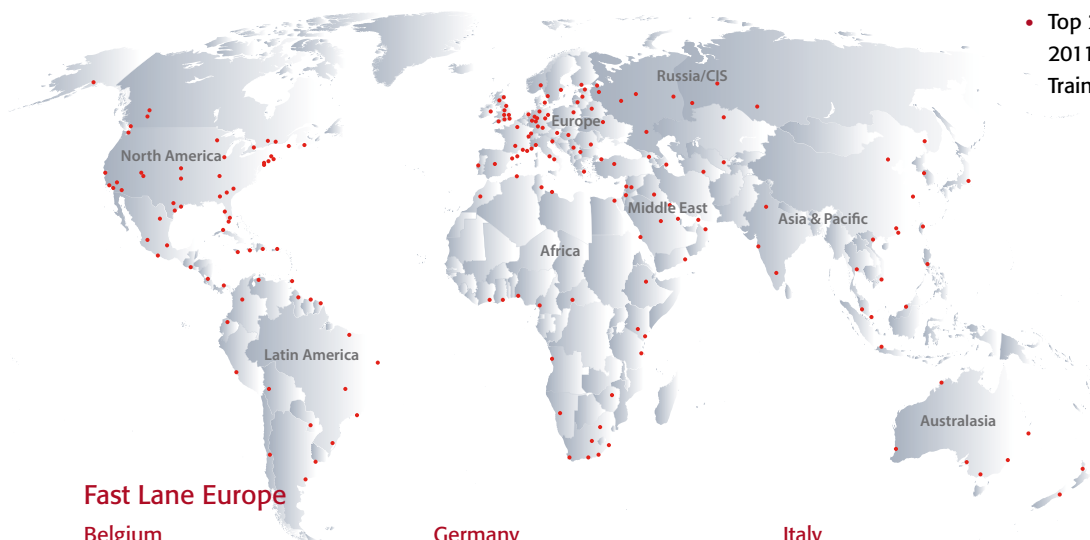 • Top
2011
Train
Russia/CIS
Europe
North America
Middle East
Asia & Pacific
Africa
Latin America
Australasia
Fast Lane Europe
Belgium Germany Italy